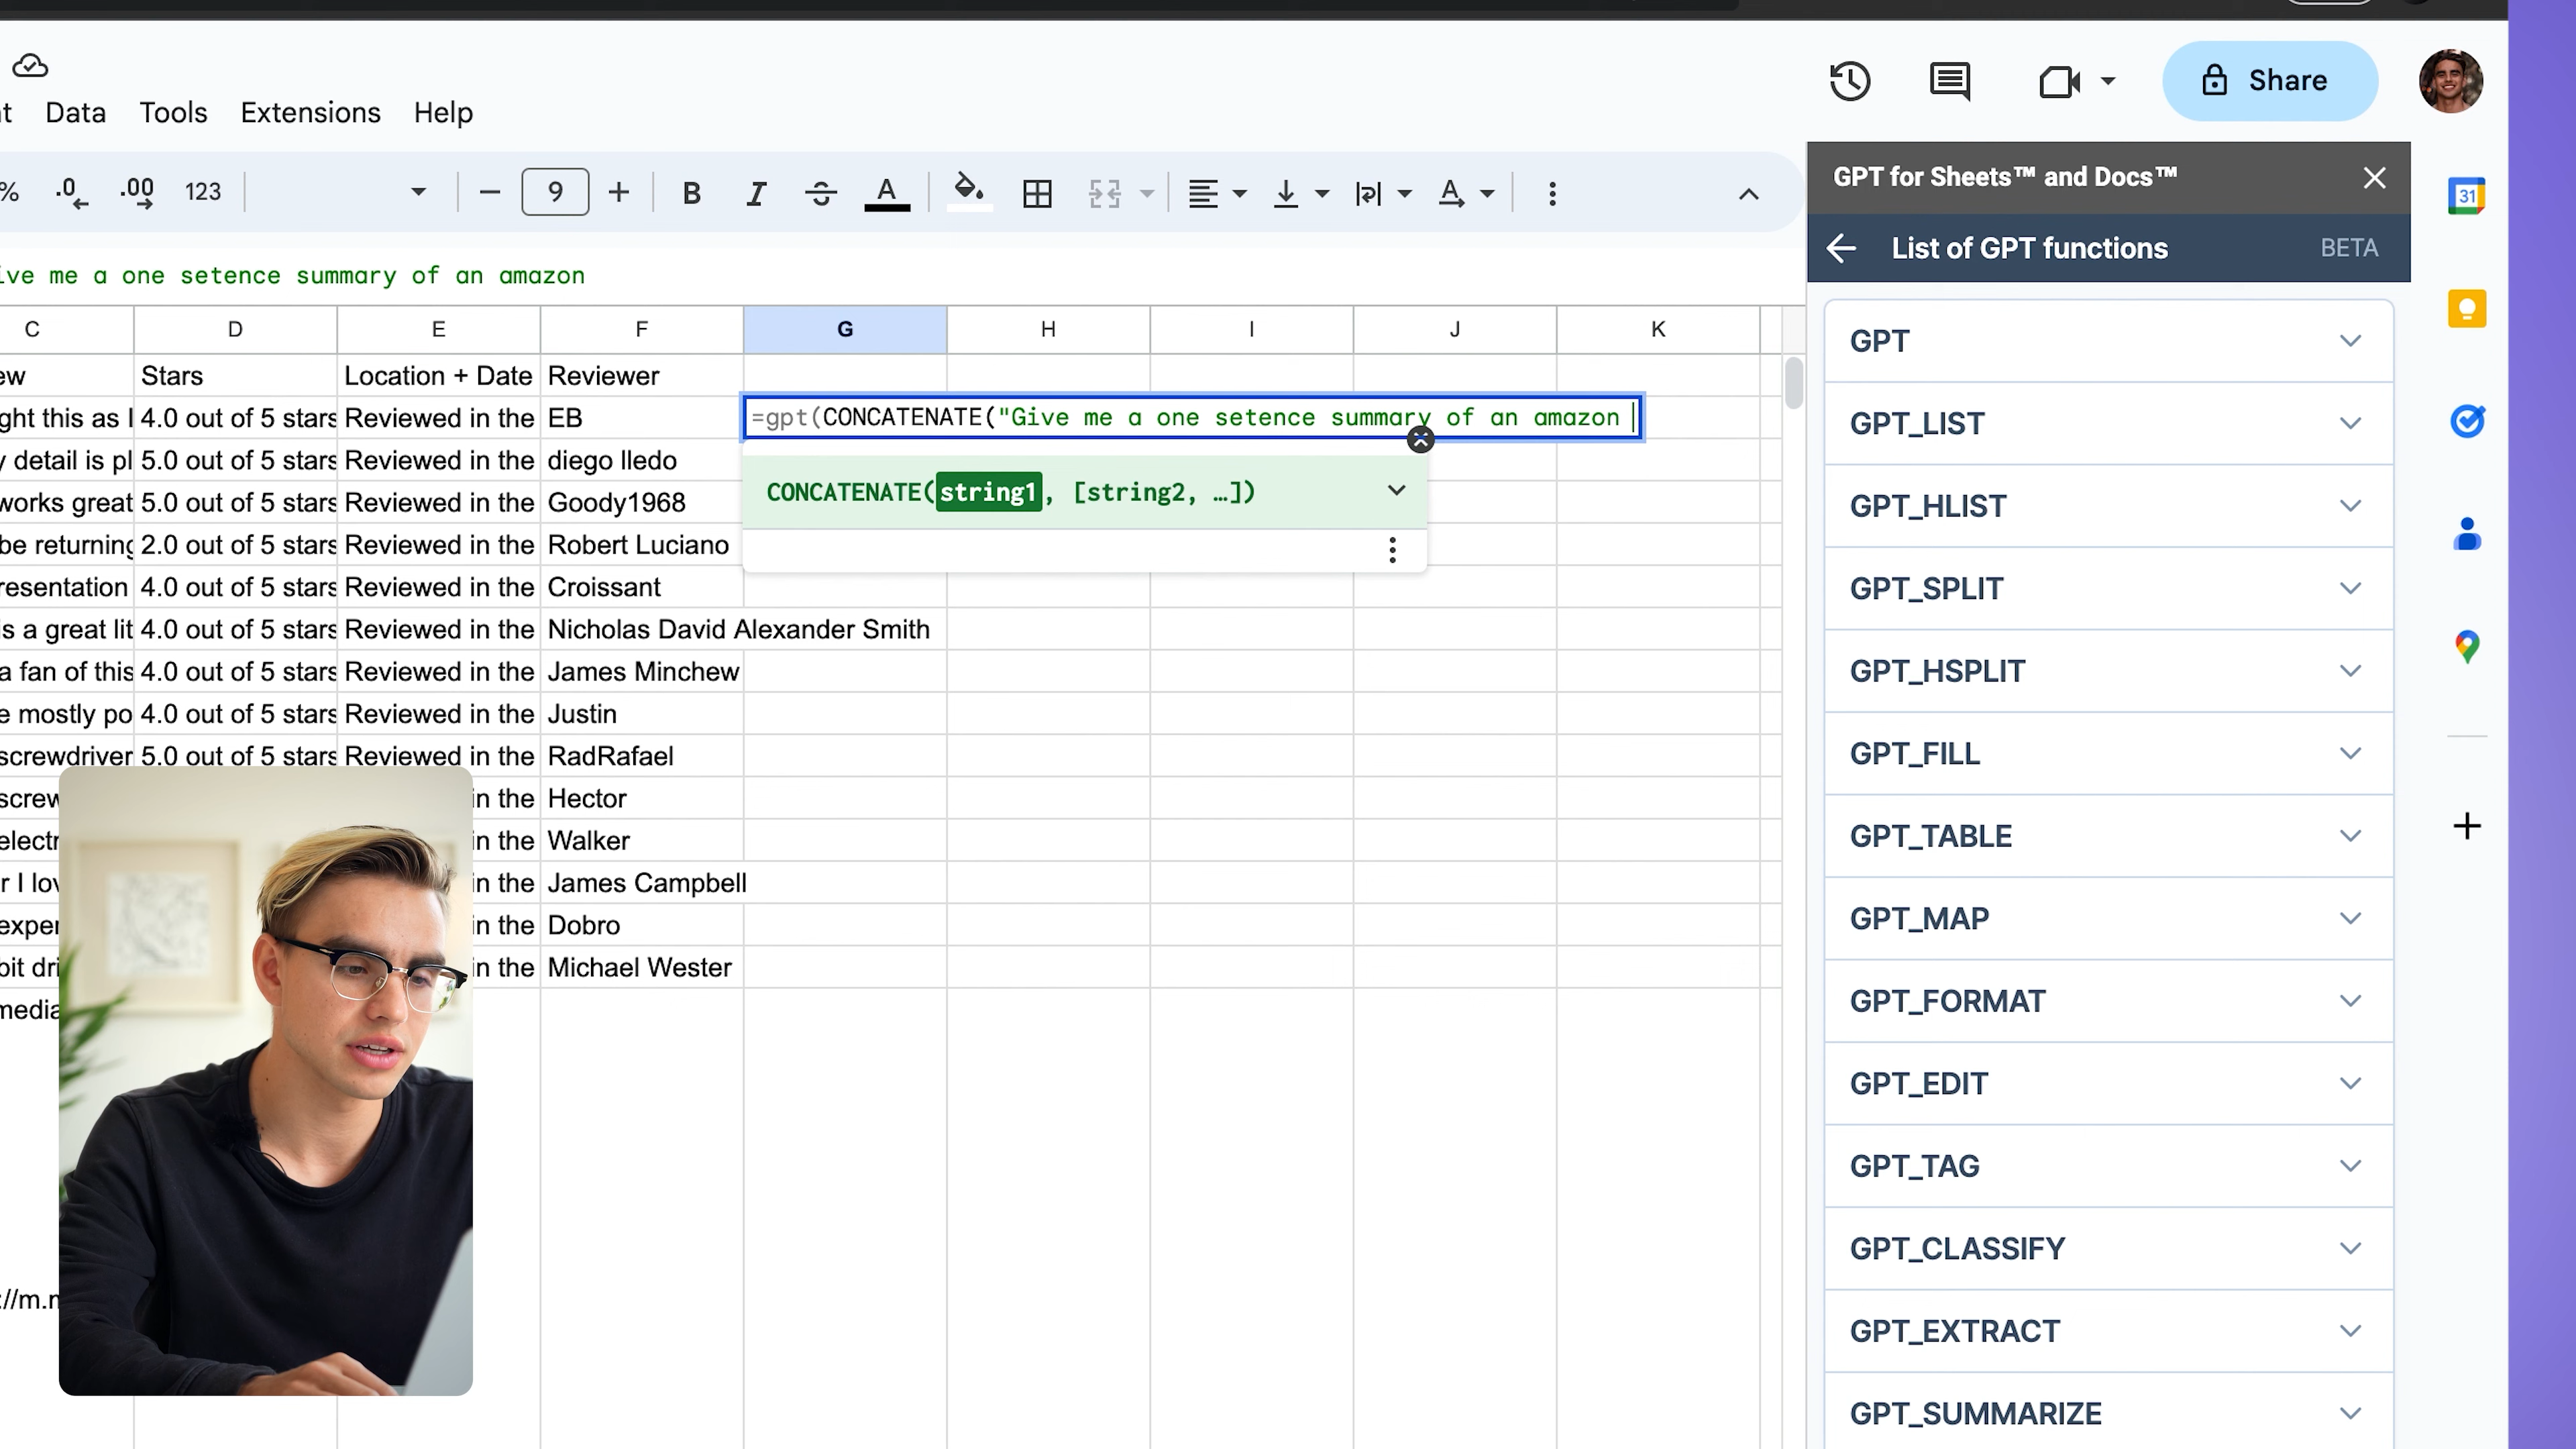 Share
Data Tools Extensions Help
% .0 .00 123 9 B I S A
GPT for Sheets™ and Docs™
31
List of GPT functions BETA
ive me a one setence summary of an amazon
C D E F G H I J K
ew Stars Location + Date Reviewer
ght this as I 4.0 out of 5 stars Reviewed in the EB
=gpt(CONCATENATE("Give me a one setence summary of an amazon
y detail is pl 5.0 out of 5 stars Reviewed in the diego lledo
CONCATENATE(string1, [string2, …])
works great 5.0 out of 5 stars Reviewed in the Goody1968
be returning 2.0 out of 5 stars Reviewed in the Robert Luciano
resentation 4.0 out of 5 stars Reviewed in the Croissant
is a great lit 4.0 out of 5 stars Reviewed in the Nicholas David Alexander Smith
a fan of this 4.0 out of 5 stars Reviewed in the James Minchew
e mostly po 4.0 out of 5 stars Reviewed in the Justin
screwdriver 5.0 out of 5 stars Reviewed in the RadRafael
screw in the Hector
electr in the Walker
r I lov in the James Campbell
exper in the Dobro
bit dri in the Michael Wester
media
://m.m
GPT
GPT_LIST
GPT_HLIST
GPT_SPLIT
GPT_HSPLIT
GPT_FILL
GPT_TABLE
GPT_MAP
GPT_FORMAT
GPT_EDIT
GPT_TAG
GPT_CLASSIFY
GPT_EXTRACT
GPT_SUMMARIZE